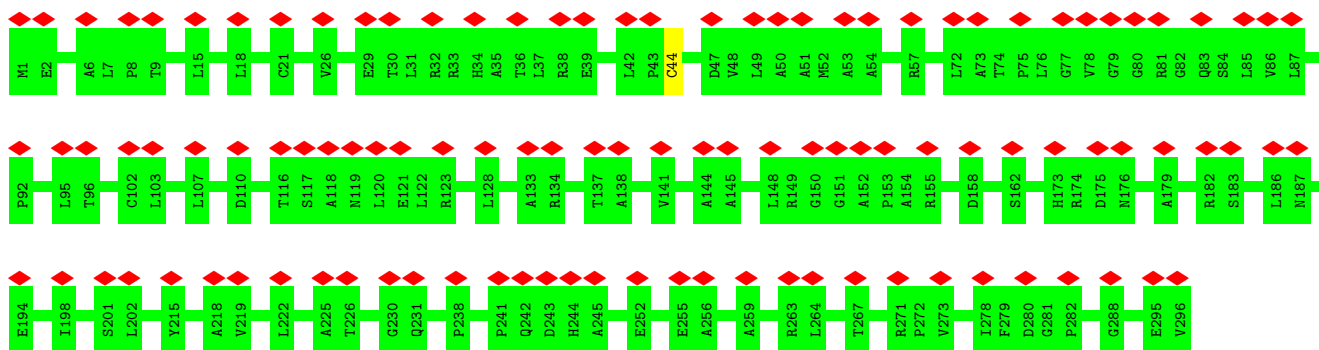 M1 E2 A6 L7 P8 T9 L15 L18 C21 V26 E29 T30 L31 R32 R33 H34 A35 T36 L37 R38 E39 L42 P43 C44 D47 V48 L49 A50 A51 M52 A53 A54 R57 L72 A73 T74 P75 L76 G77 V78 G79 G80 R81 G82 Q83 S84 L85 V86 L87
P92 L95 T96 C102 L103 L107 D110 T116 S117 A118 N119 L120 E121 L122 R123 L128 A133 R134 T137 A138 V141 A144 A145 L148 R149 G150 G151 A152 P153 A154 R155 D158 S162 H173 R174 D175 N176 A179 R182 S183 L186 N187
E194 I198 S201 L202 Y215 A218 V219 L222 A225 T226 G230 Q231 P238 P241 Q242 D243 H244 A245 E252 E255 A256 A259 R263 L264 T267 R271 P272 V273 I278 F279 D280 G281 P282 G288 E295 V296